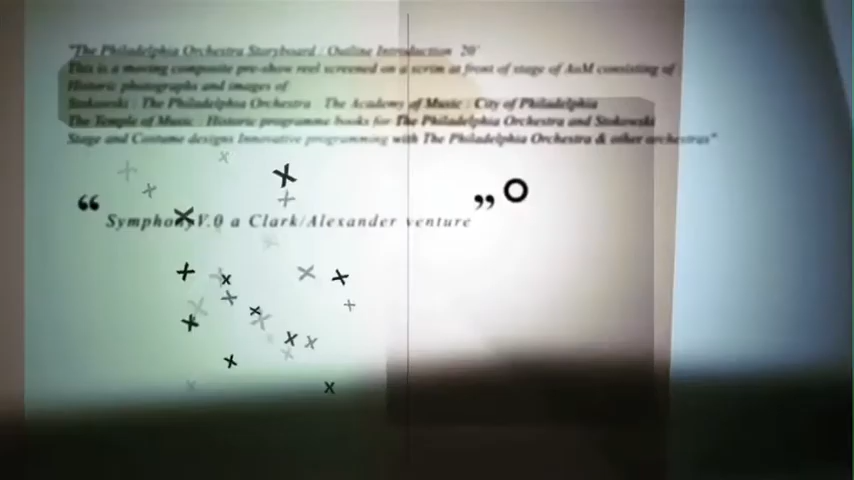 "The Philadelphia Orchestra Storyboard : Outline Introduction 20'
This is a moving composite pre-show reel screened on a scrim at front of stage of AoM consisting of :
Historic photographs and images of
Stokowski : The Philadelphia Orchestra : The Academy of Music : City of Philadelphia
The Temple of Music : Historic programme books for The Philadelphia Orchestra and Stokowski
Stage and Costume designs Innovative programming with The Philadelphia Orchestra & other orchestras"
“ SymphonyV.0 a Clark/Alexander venture ”